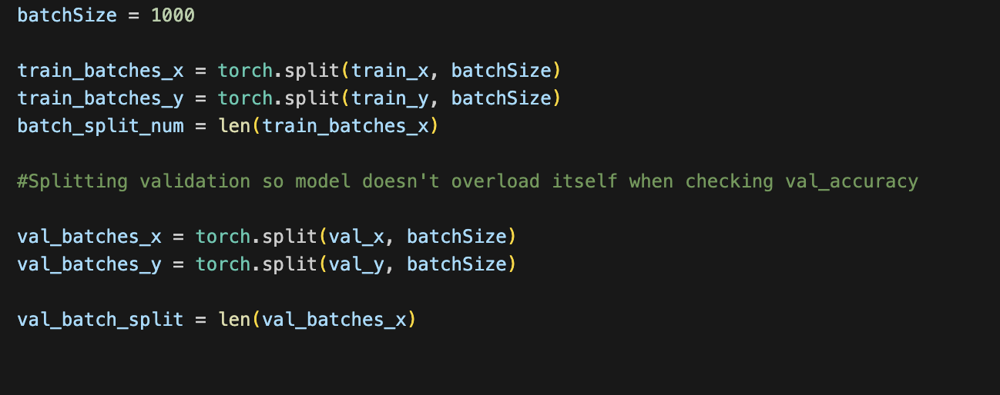 batchSize = 1000
train_batches_x = torch.split(train_x, batchSize)
train_batches_y = torch.split(train_y, batchSize)
batch_split_num = len(train_batches_x)
#Splitting validation so model doesn't overload itself when checking val_accuracy
val_batches_x = torch.split(val_x, batchSize)
val_batches_y = torch.split(val_y, batchSize)
val_batch_split = len(val_batches_x)